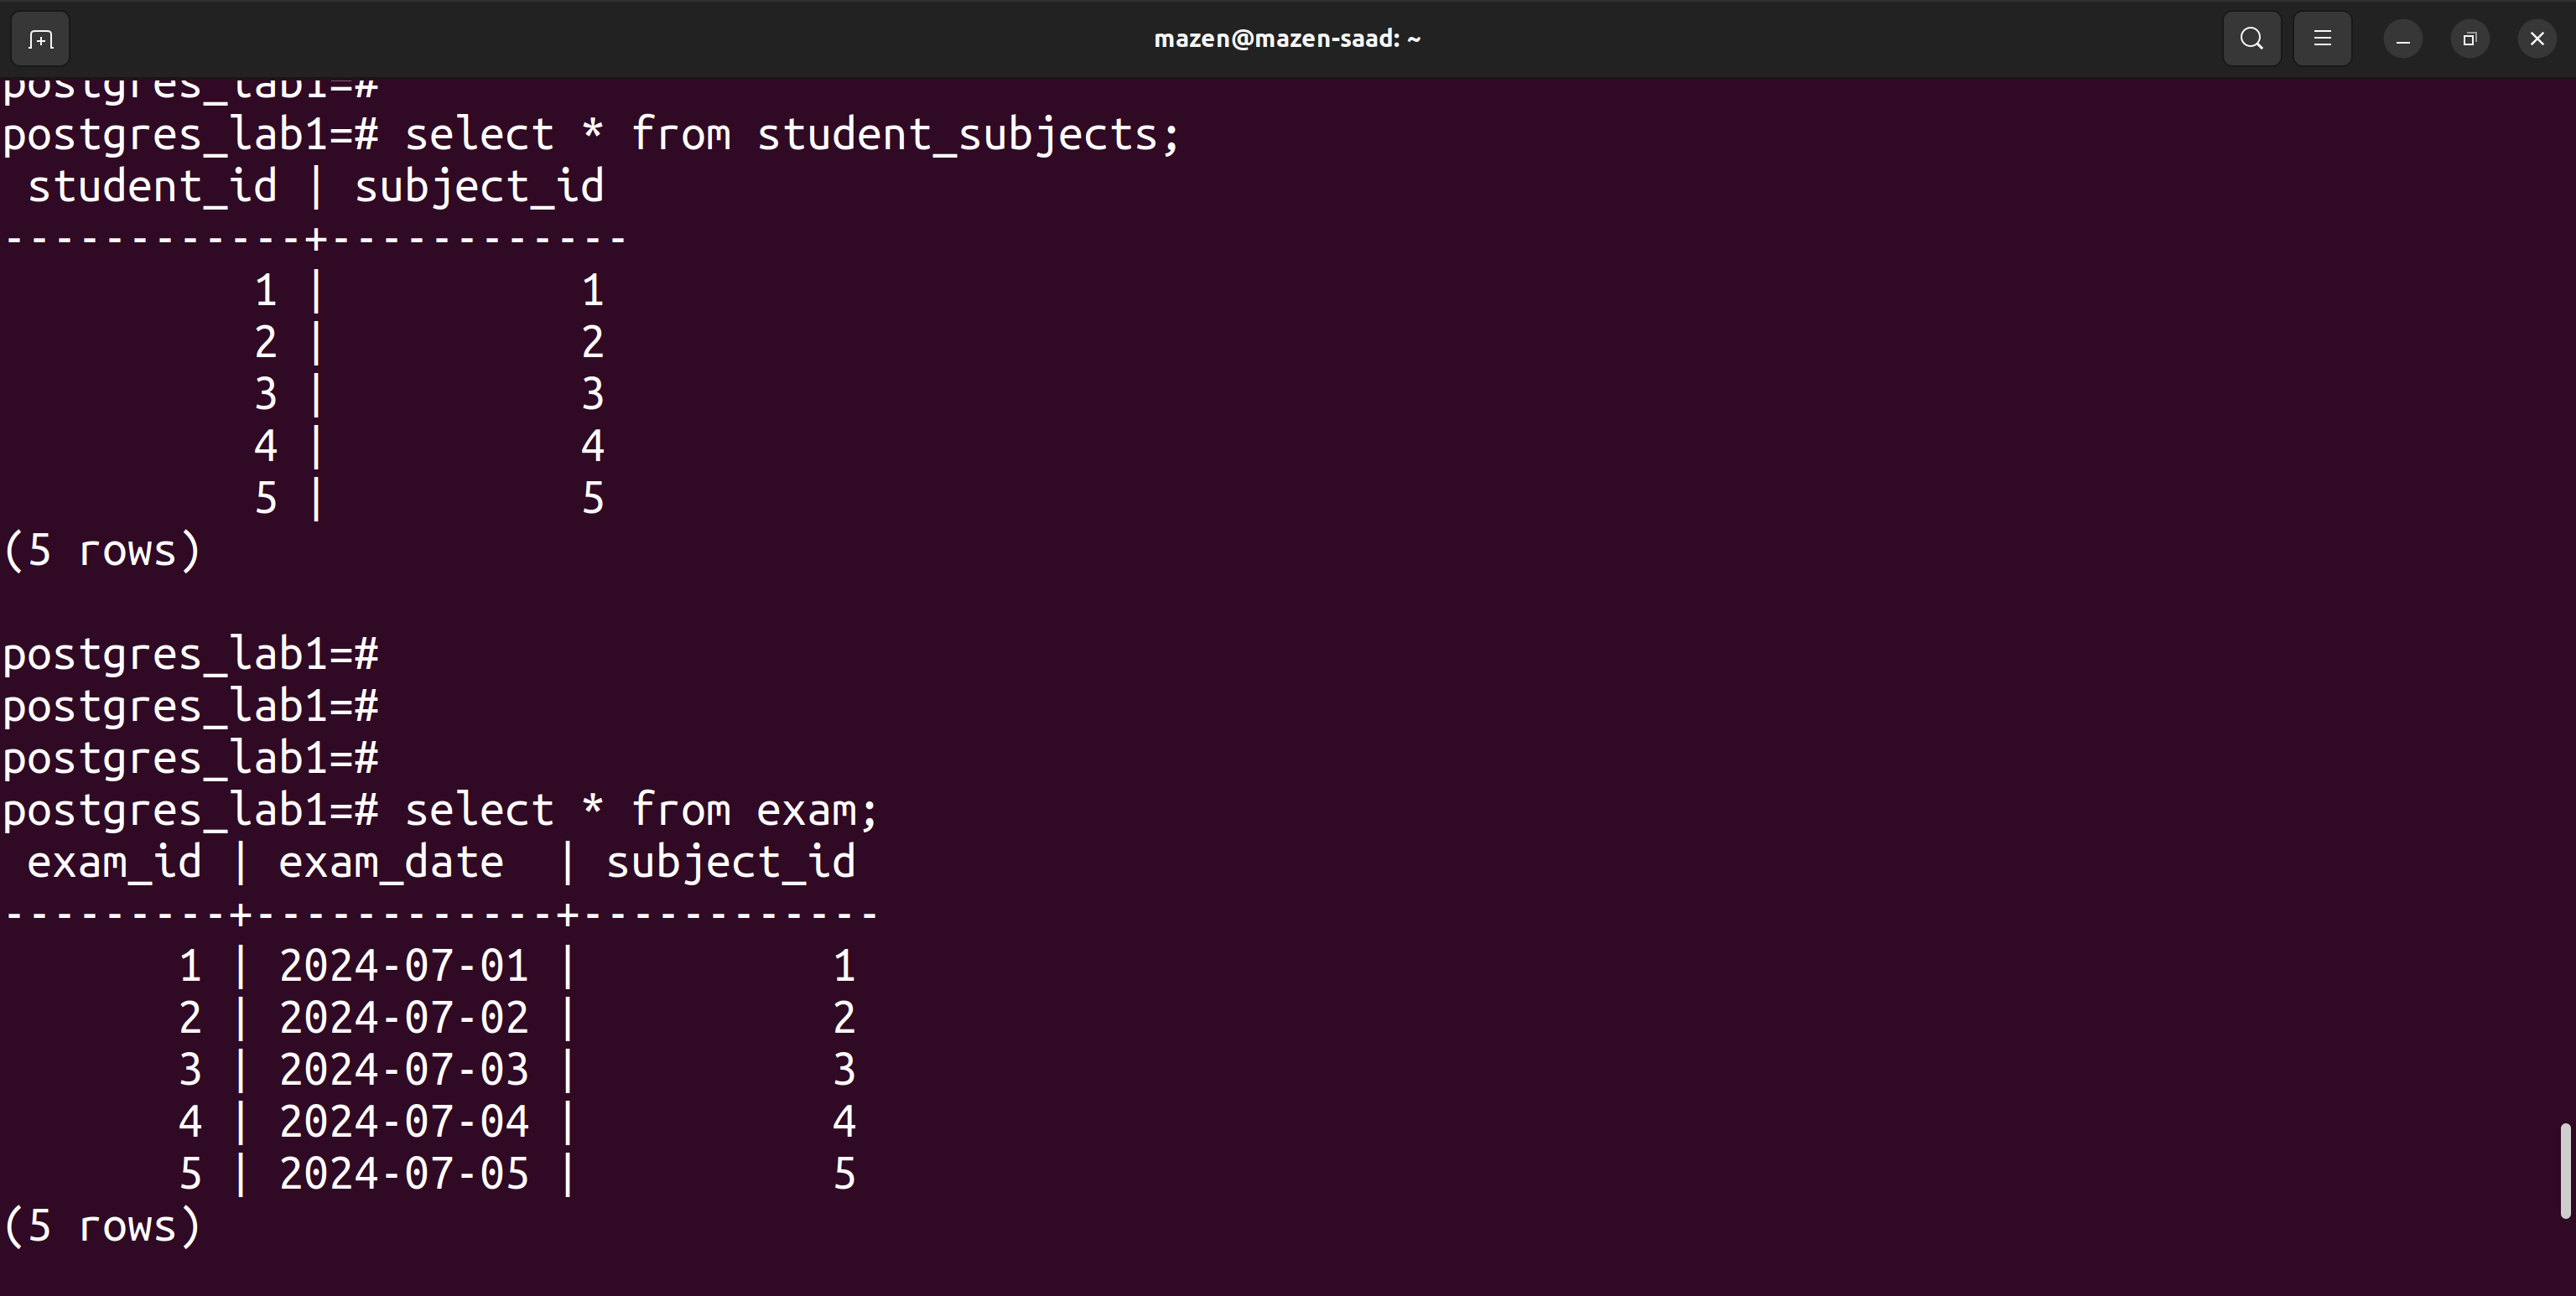 mazen@mazen-saad: ~
postgres_lab1=#
postgres_lab1=# select * from student_subjects;
 student_id | subject_id
------------+------------
          1 |          1
          2 |          2
          3 |          3
          4 |          4
          5 |          5
(5 rows)

postgres_lab1=#
postgres_lab1=#
postgres_lab1=#
postgres_lab1=# select * from exam;
 exam_id | exam_date  | subject_id
---------+------------+------------
       1 | 2024-07-01 |          1
       2 | 2024-07-02 |          2
       3 | 2024-07-03 |          3
       4 | 2024-07-04 |          4
       5 | 2024-07-05 |          5
(5 rows)